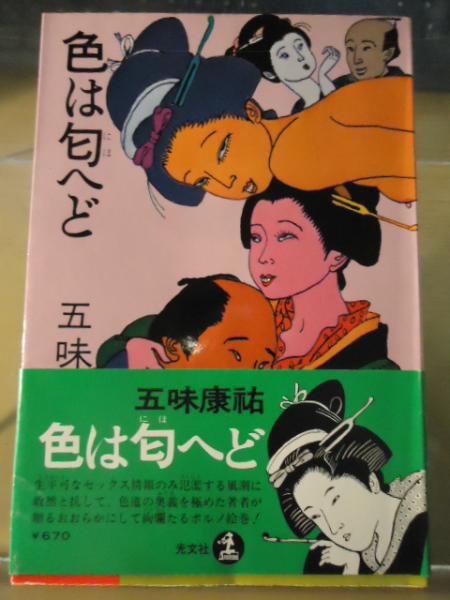 色は匂へど
にほ
五味
五味康祐
にほ
色は匂へど
生半可なセックス情報のみ氾濫する風潮に
敢然と抗して、色道の奥義を極めた著者が
贈るおおらかにして絢爛たるポルノ絵巻!
¥670
光文社